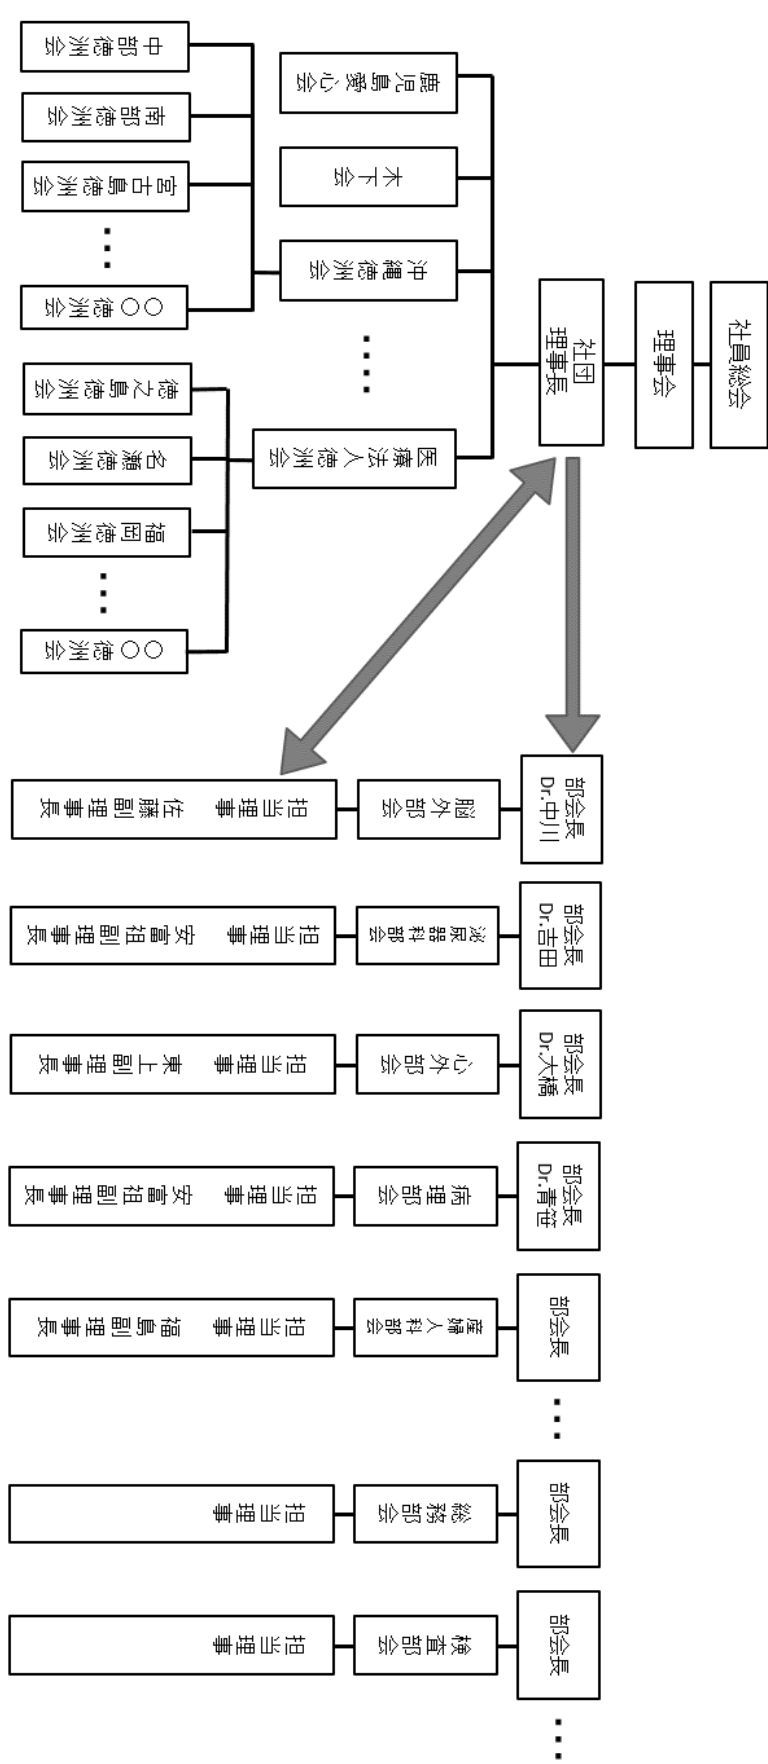 社員総会
理事会
社団
理事長
鹿児島愛心会
木下会
沖縄徳洲会
････
医療法人徳洲会
中部徳洲会
南部徳洲会
宮古島徳洲会
…
○○徳洲会
徳之島徳洲会
名瀬徳洲会
福岡徳洲会
…
○○徳洲会
部会長
Dr.中川
脳外部会
担当理事　佐藤副理事長
部会長
Dr.吉田
泌尿器科部会
担当理事　安富祖副理事長
部会長
Dr.大橋
心外部会
担当理事　東上副理事長
部会長
Dr.青笹
病理部会
担当理事　安富祖副理事長
部会長
産婦人科部会
担当理事　福島副理事長
…
部会長
総務部会
担当理事
部会長
検査部会
担当理事
…